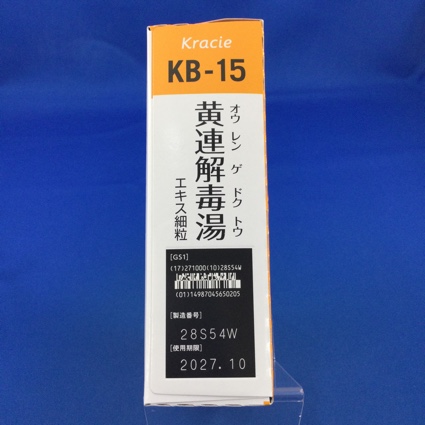 Kracie
KB-15
黄連解毒湯
オウ レン ゲ ドク トウ
エキス細粒
[GS1]
(17)271000(10)28S54W
(01)14987045650205
[製造番号]
28S54W
[使用期限]
2027.10